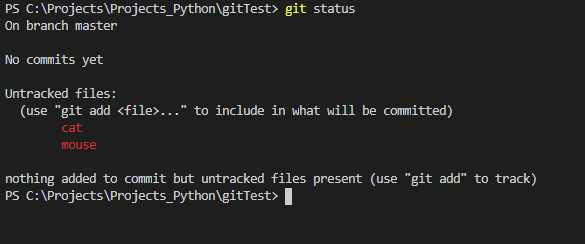 PS C:\Projects\Projects_Python\gitTest> git status
On branch master
No commits yet
Untracked files:
(use "git add <file>..." to include in what will be committed)
cat
mouse
nothing added to commit but untracked files present (use "git add" to track)
PS C:\Projects\Projects_Python\gitTest>